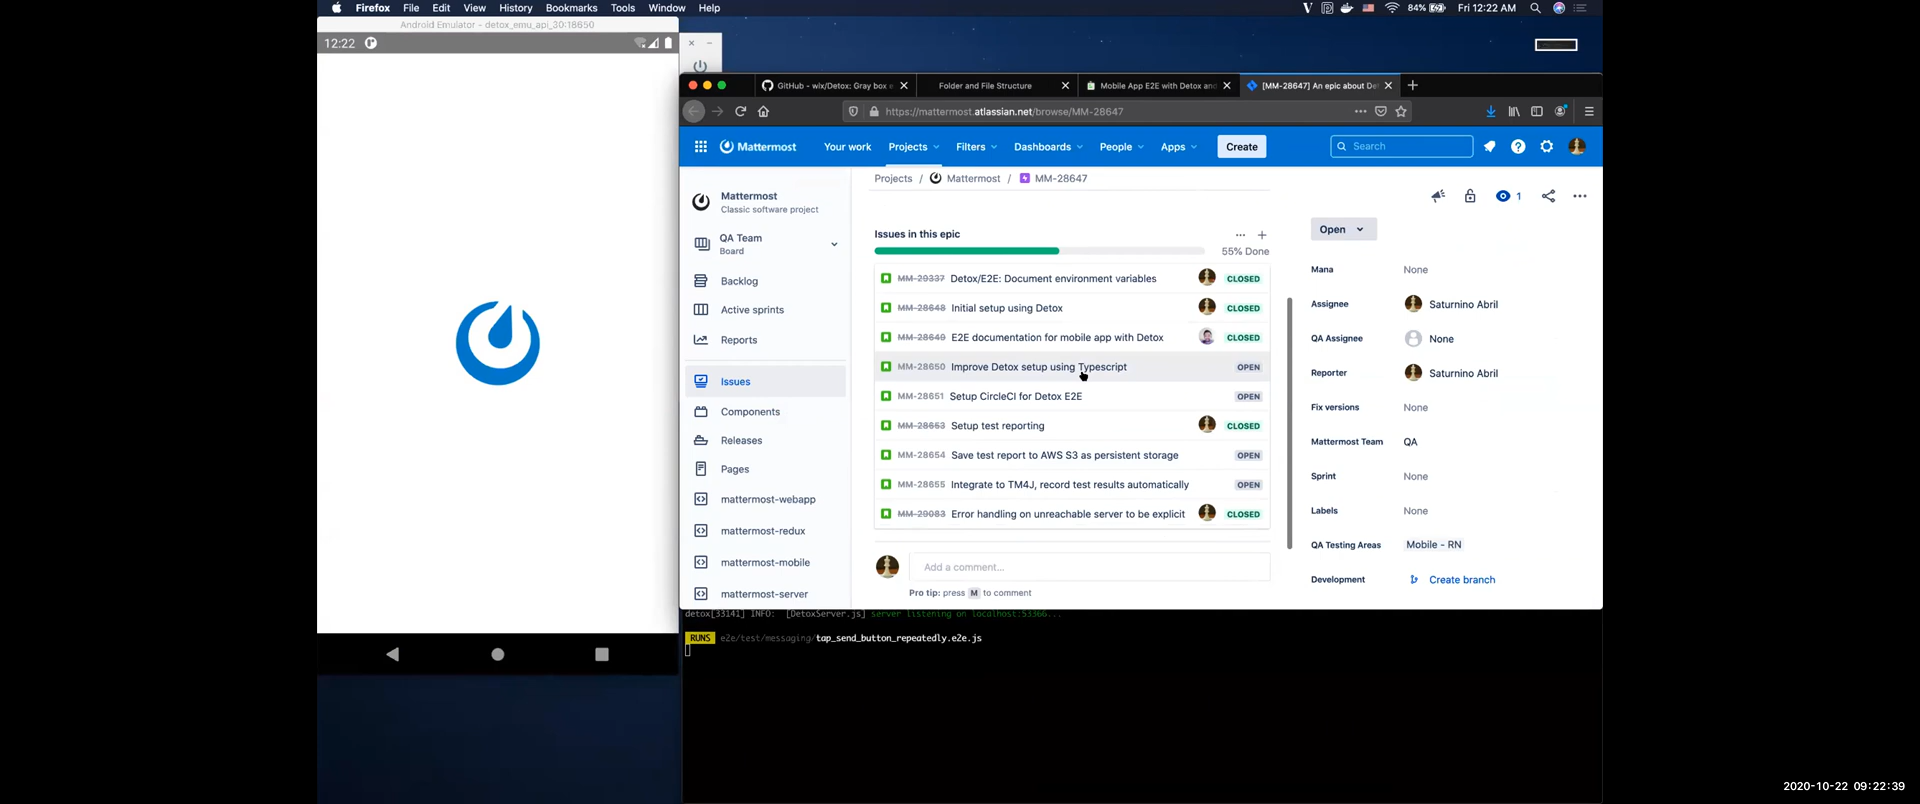 Firefox File Edit View History Bookmarks Tools Window Help
84% Fri 12:22 AM
Android Emulator - detox_emu_api_30:18650
12:22
GitHub - wix/Detox: Gray box e
Folder and File Structure
Mobile App E2E with Detox and
[MM-28647] An epic about De
https://mattermost.atlassian.net/browse/MM-28647
Mattermost
Your work
Projects
Filters
Dashboards
People
Apps
Create
Search
Projects / Mattermost / MM-28647
1
Mattermost
Classic software project
QA Team
Board
Backlog
Active sprints
Reports
Issues
Components
Releases
Pages
mattermost-webapp
mattermost-redux
mattermost-mobile
mattermost-server
Issues in this epic
55% Done
MM-29337 Detox/E2E: Document environment variables CLOSED
MM-28648 Initial setup using Detox CLOSED
MM-28649 E2E documentation for mobile app with Detox CLOSED
MM-28650 Improve Detox setup using Typescript OPEN
MM-28651 Setup CircleCI for Detox E2E OPEN
MM-28653 Setup test reporting CLOSED
MM-28654 Save test report to AWS S3 as persistent storage OPEN
MM-28655 Integrate to TM4J, record test results automatically OPEN
MM-29083 Error handling on unreachable server to be explicit CLOSED
Add a comment...
Pro tip: press M to comment
Open
Mana None
Assignee Saturnino Abril
QA Assignee None
Reporter Saturnino Abril
Fix versions None
Mattermost Team QA
Sprint None
Labels None
QA Testing Areas Mobile - RN
Development Create branch
detox[33141] INFO: [DetoxServer.js] server listening on localhost:53366...
RUNS e2e/test/messaging/tap_send_button_repeatedly.e2e.js
2020-10-22 09:22:39